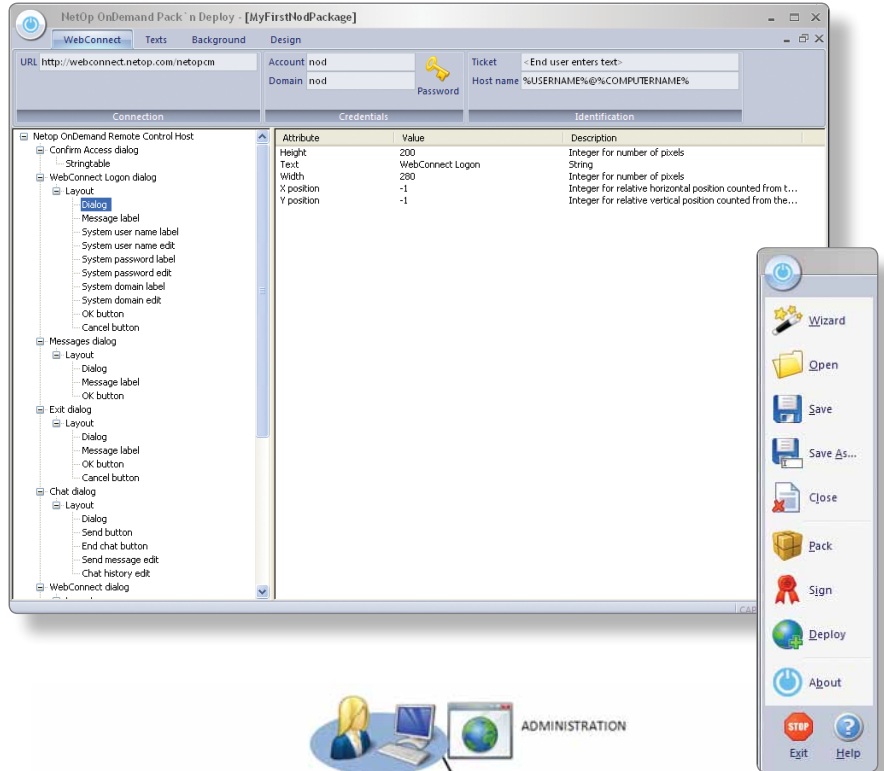 NetOp OnDemand Pack`n Deploy - [MyFirstNodPackage]
WebConnect Texts Background Design
URL http://webconnect.netop.com/netopcm
Connection
Account nod
Domain nod
Password
Credentials
Ticket <End user enters text>
Host name %USERNAME%@%COMPUTERNAME%
Identification
Netop OnDemand Remote Control Host
Confirm Access dialog
Stringtable
WebConnect Logon dialog
Layout
Dialog
Message label
System user name label
System user name edit
System password label
System password edit
System domain label
System domain edit
OK button
Cancel button
Messages dialog
Layout
Dialog
Message label
OK button
Exit dialog
Layout
Dialog
Message label
OK button
Cancel button
Chat dialog
Layout
Dialog
Send button
End chat button
Send message edit
Chat history edit
WebConnect dialog
Attribute Value Description
Height 200 Integer for number of pixels
Text WebConnect Logon String
Width 280 Integer for number of pixels
X position -1 Integer for relative horizontal position counted from t...
Y position -1 Integer for relative vertical position counted from the...
CAP
Wizard
Open
Save
Save As...
Close
Pack
Sign
Deploy
About
STOP
Exit
Help
ADMINISTRATION